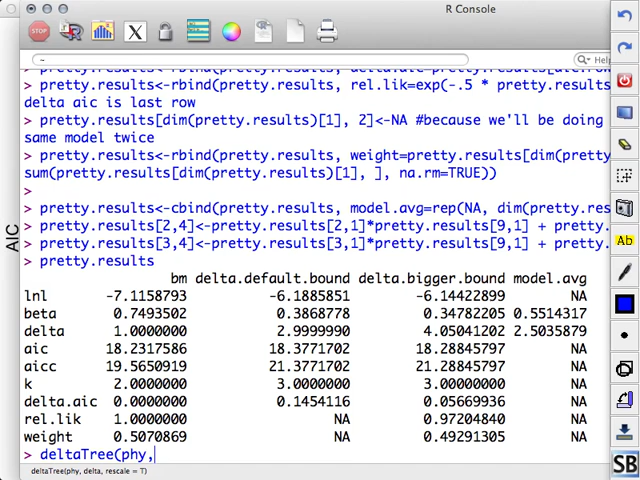 R Console
STOP
R
X
~
Help
> pretty.results<-rbind(pretty.results, rel.lik=exp(-.5 * pretty.results
delta aic is last row
> pretty.results[dim(pretty.results)[1], 2]<-NA #because we'll be doing
same model twice
> pretty.results<-rbind(pretty.results, weight=pretty.results[dim(pretty
sum(pretty.results[dim(pretty.results)[1], ], na.rm=TRUE))
>
> pretty.results<-cbind(pretty.results, model.avg=rep(NA, dim(pretty.res
> pretty.results[2,4]<-pretty.results[2,1]*pretty.results[9,1] + pretty.
> pretty.results[3,4]<-pretty.results[3,1]*pretty.results[9,1] + pretty.
> pretty.results
bm delta.default.bound delta.bigger.bound model.avg
lnl -7.1158793 -6.1885851 -6.14422899 NA
beta 0.7493502 0.3868778 0.34782205 0.5514317
delta 1.0000000 2.9999990 4.05041202 2.5035879
aic 18.2317586 18.3771702 18.28845797 NA
aicc 19.5650919 21.3771702 21.28845797 NA
k 2.0000000 3.0000000 3.00000000 NA
delta.aic 0.0000000 0.1454116 0.05669936 NA
rel.lik 1.0000000 NA 0.97204840 NA
weight 0.5070869 NA 0.49291305 NA
> deltaTree(phy,
deltaTree(phy, delta, rescale = T)
AIC
Ab
SB